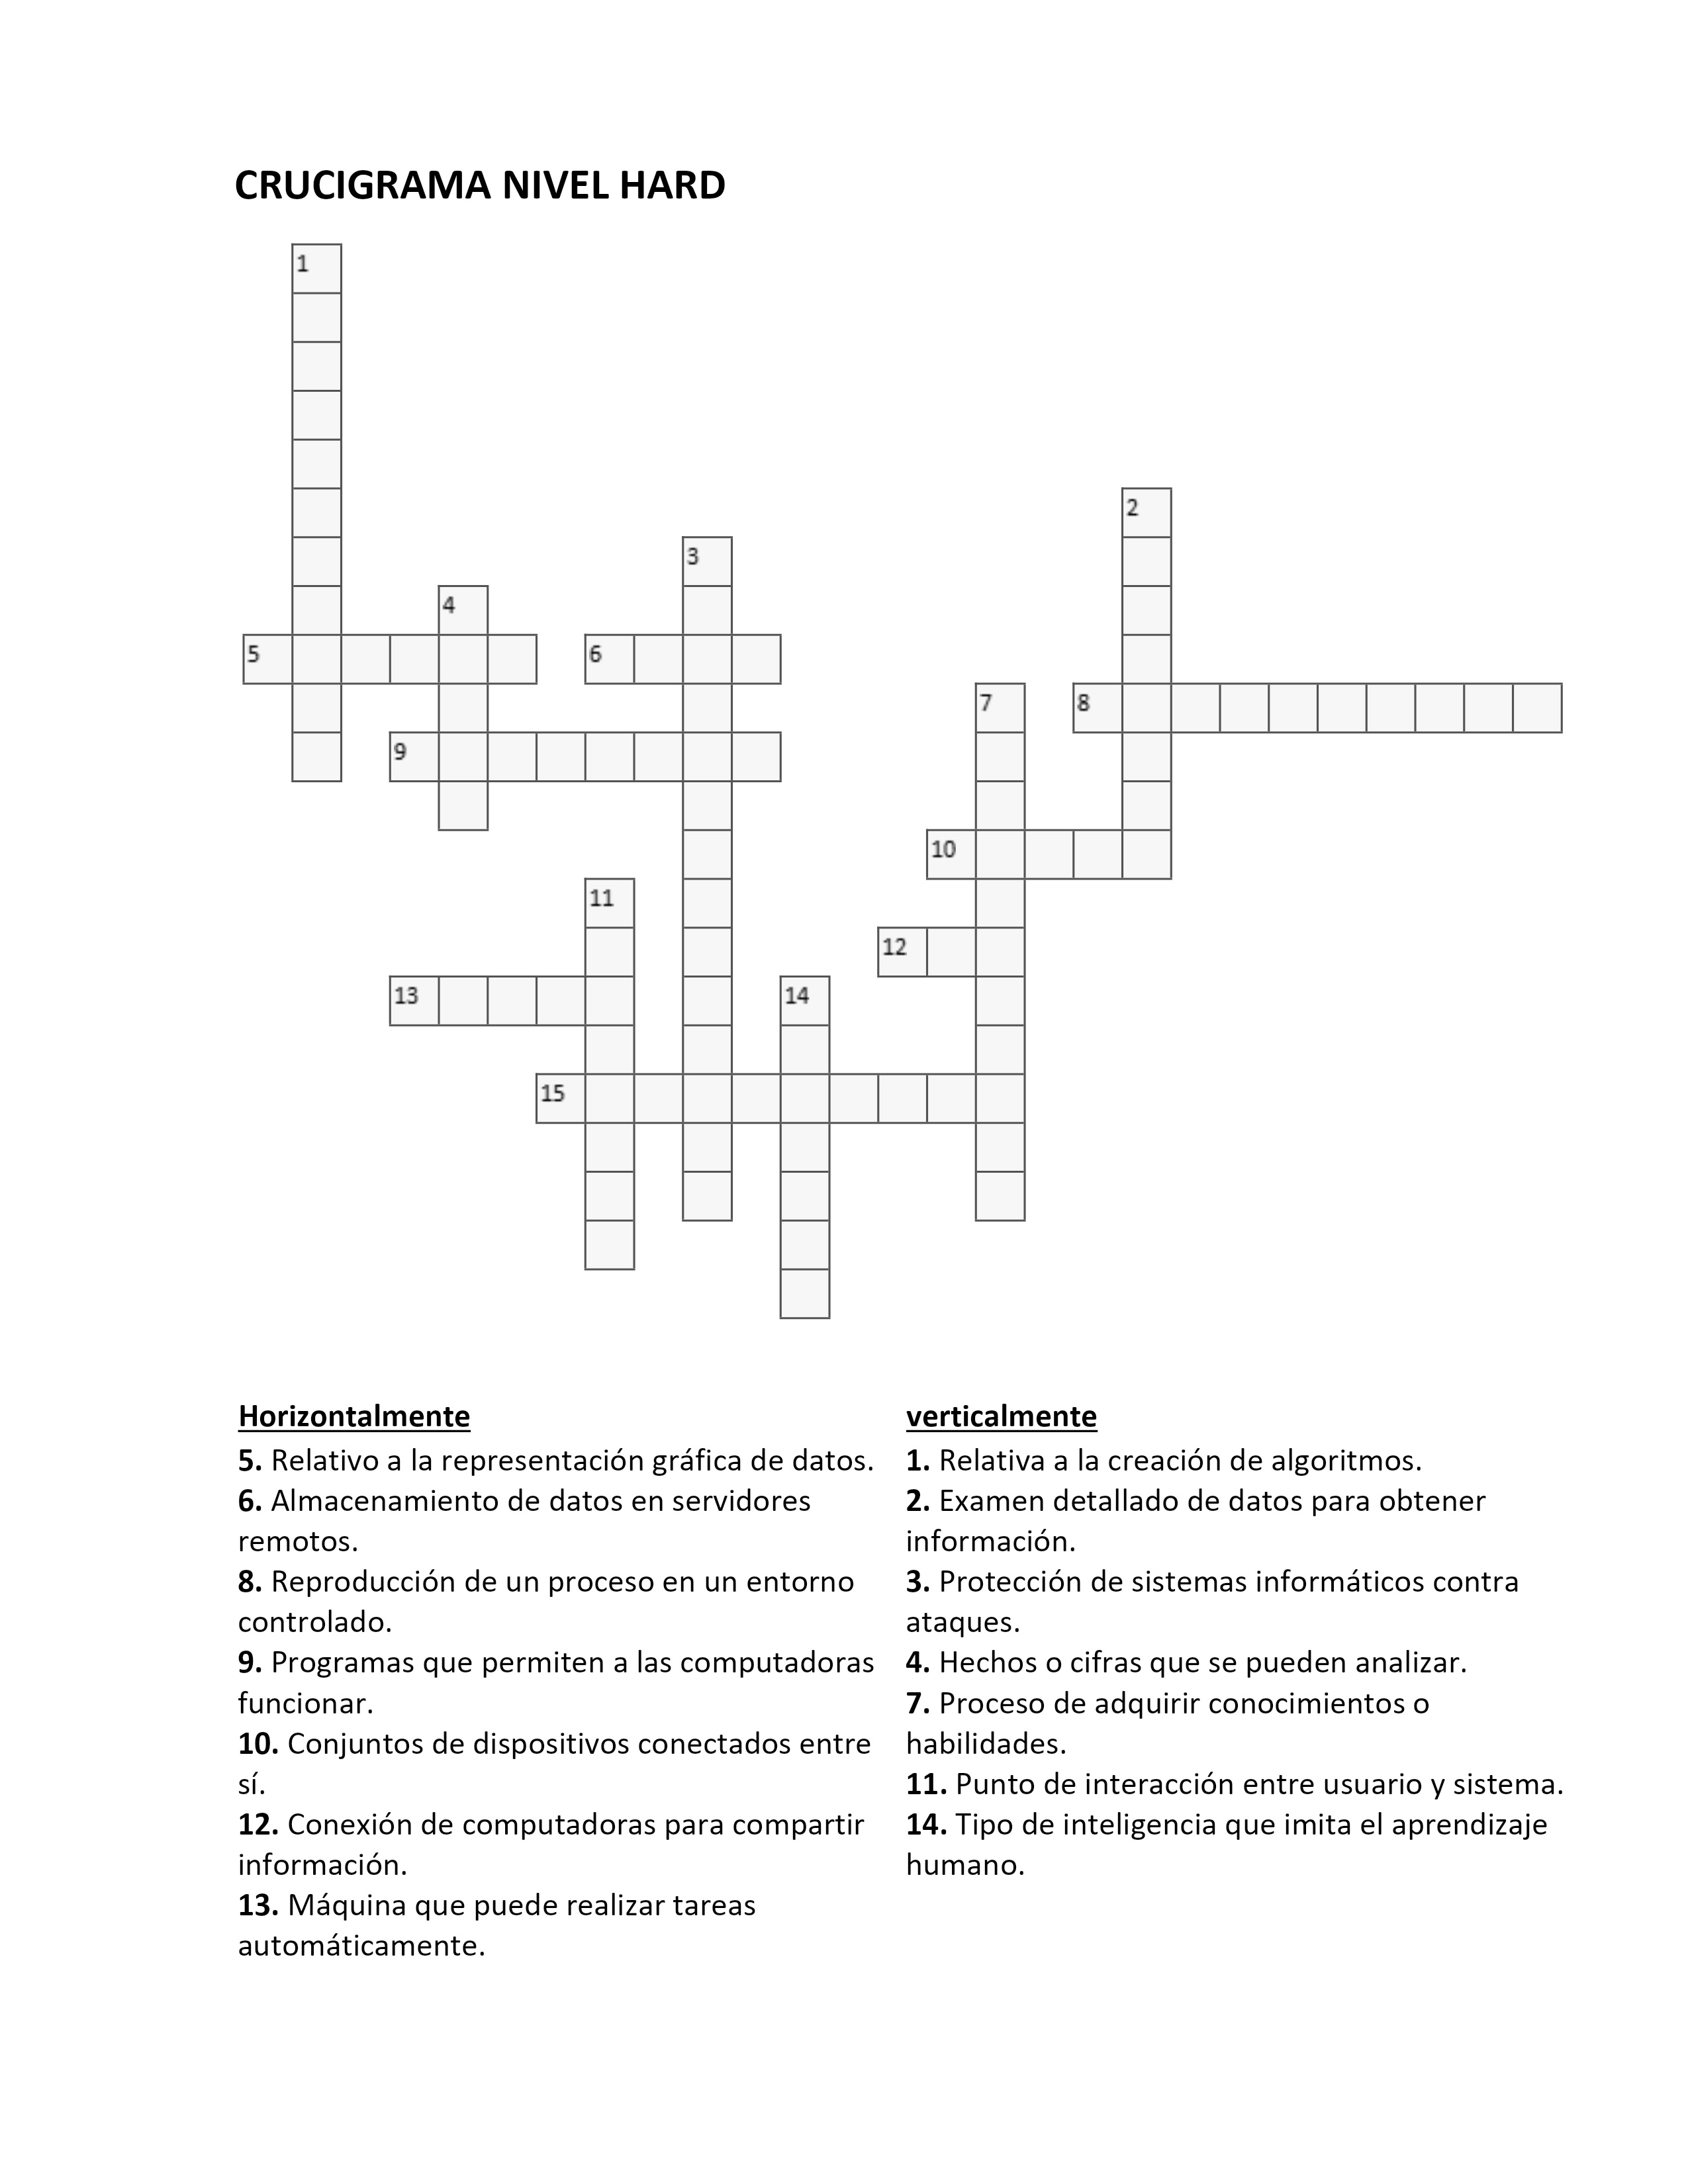 CRUCIGRAMA NIVEL HARD
1
2
3
4
5
6
7
8
9
10
11
12
13
14
15
Horizontalmente
5. Relativo a la representación gráfica de datos.
6. Almacenamiento de datos en servidores
remotos.
8. Reproducción de un proceso en un entorno
controlado.
9. Programas que permiten a las computadoras
funcionar.
10. Conjuntos de dispositivos conectados entre
sí.
12. Conexión de computadoras para compartir
información.
13. Máquina que puede realizar tareas
automáticamente.
verticalmente
1. Relativa a la creación de algoritmos.
2. Examen detallado de datos para obtener
información.
3. Protección de sistemas informáticos contra
ataques.
4. Hechos o cifras que se pueden analizar.
7. Proceso de adquirir conocimientos o
habilidades.
11. Punto de interacción entre usuario y sistema.
14. Tipo de inteligencia que imita el aprendizaje
humano.